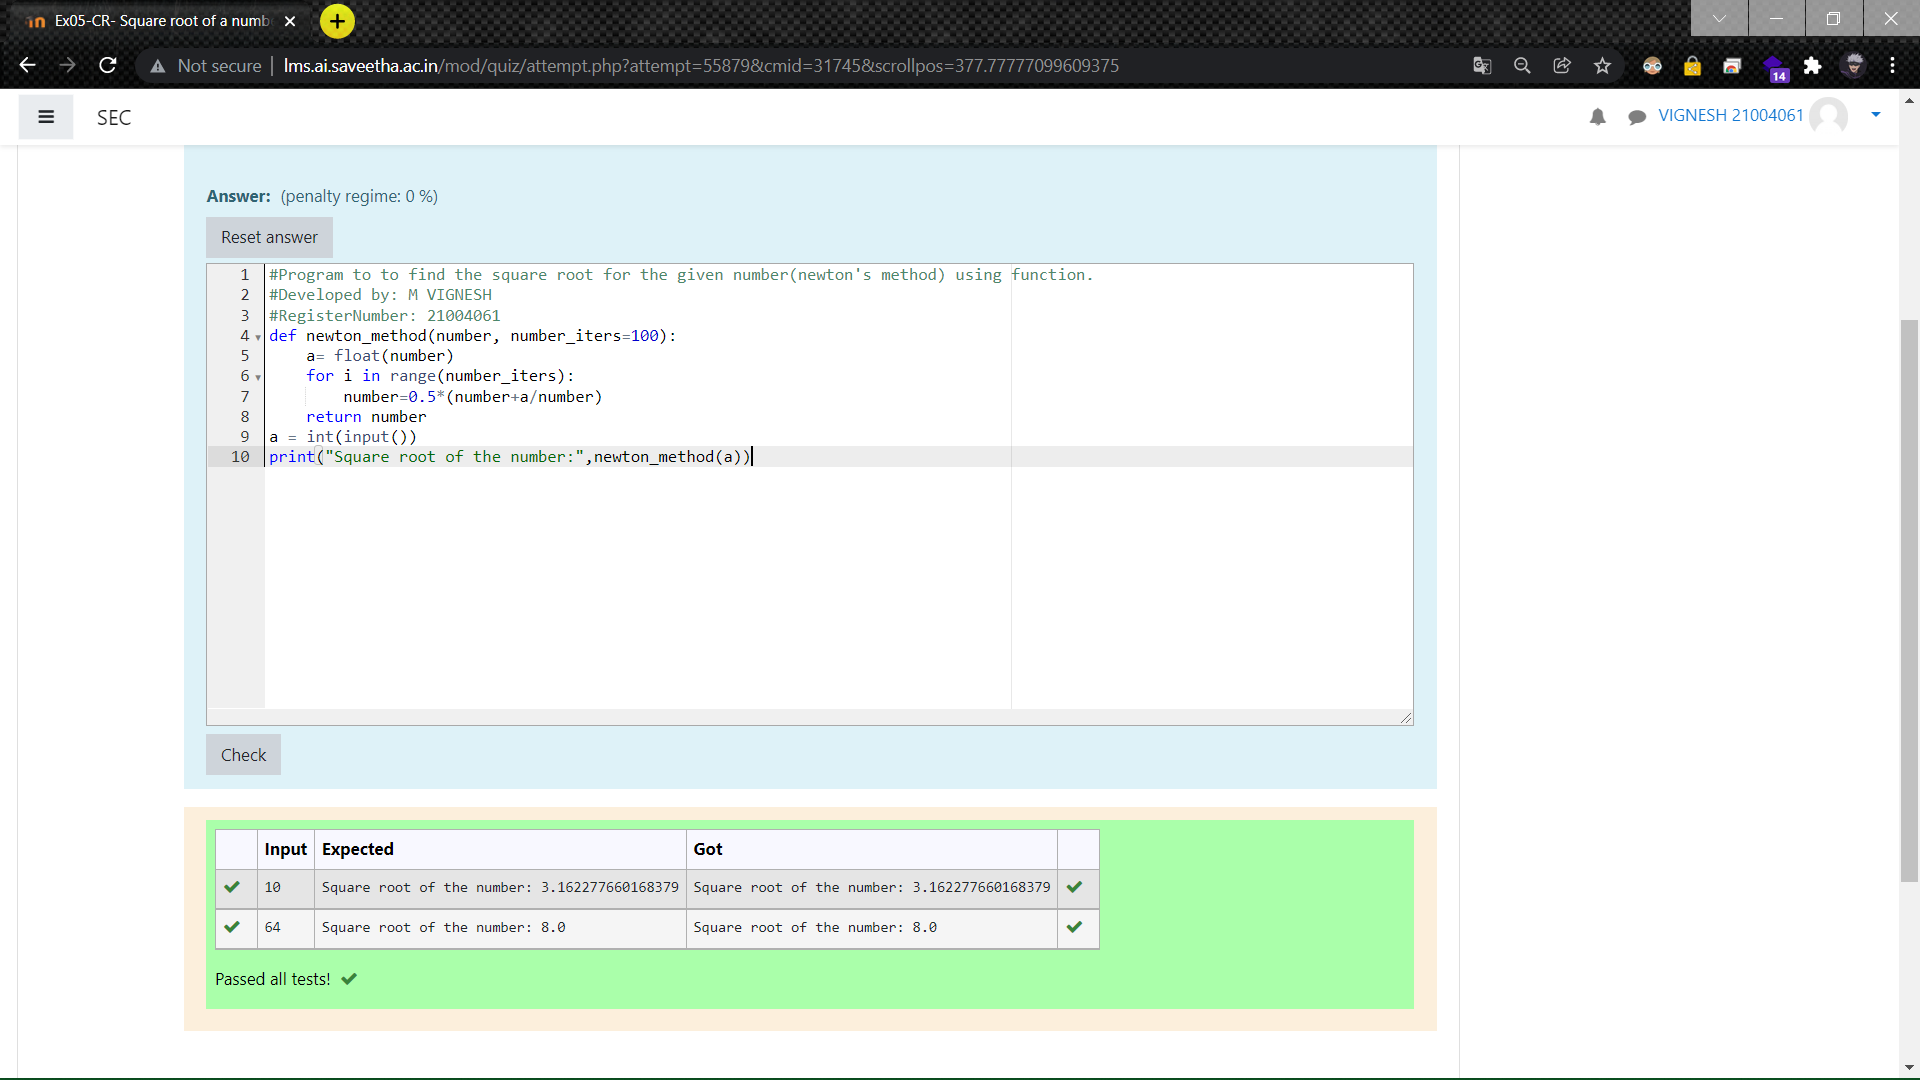 Ex05-CR- Square root of a numb
Not secure | lms.ai.saveetha.ac.in/mod/quiz/attempt.php?attempt=55879&cmid=31745&scrollpos=377.77777099609375
14
SEC
VIGNESH 21004061
Answer: (penalty regime: 0 %)
Reset answer
1 #Program to to find the square root for the given number(newton's method) using function.
2 #Developed by: M VIGNESH
3 #RegisterNumber: 21004061
4 def newton_method(number, number_iters=100):
5     a= float(number)
6     for i in range(number_iters):
7         number=0.5*(number+a/number)
8     return number
9 a = int(input())
10 print("Square root of the number:",newton_method(a))
Check
Input Expected Got
10 Square root of the number: 3.162277660168379 Square root of the number: 3.162277660168379
64 Square root of the number: 8.0 Square root of the number: 8.0
Passed all tests!